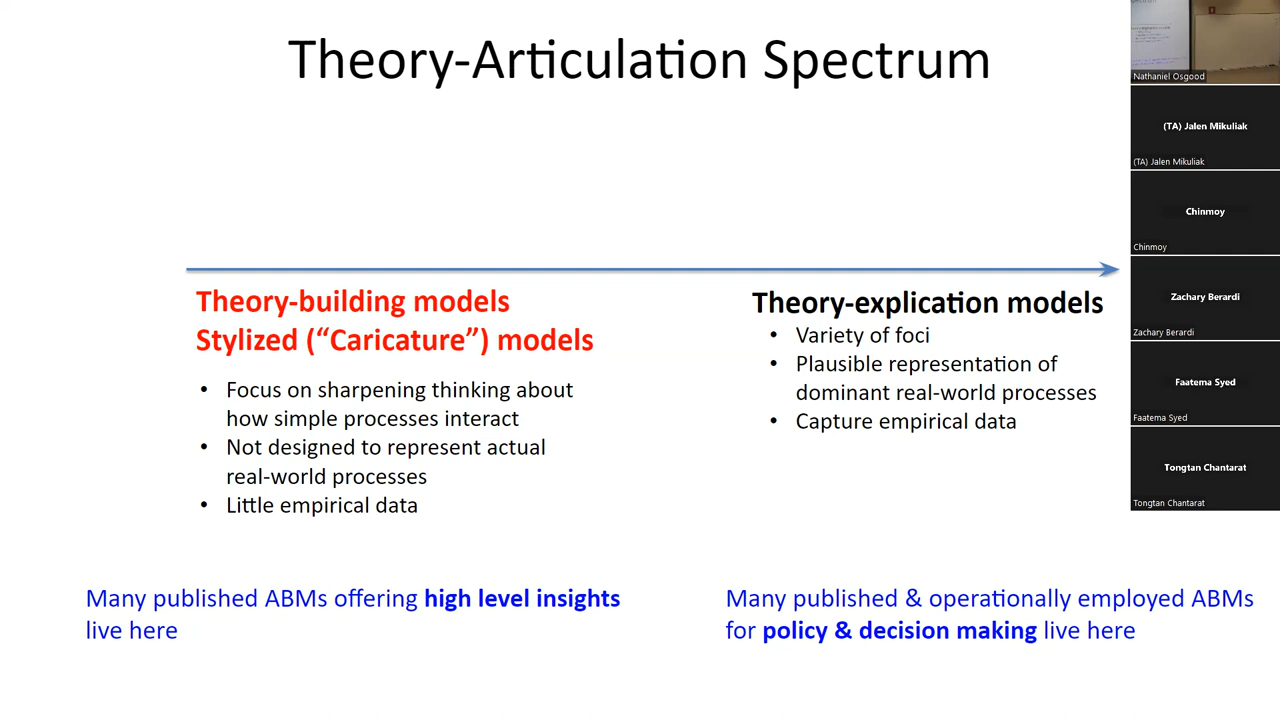 Theory-Articulation Spectrum
Theory-building models
Stylized (“Caricature”) models
• Focus on sharpening thinking about
how simple processes interact
• Not designed to represent actual
real-world processes
• Little empirical data
Theory-explication models
• Variety of foci
• Plausible representation of
dominant real-world processes
• Capture empirical data
Many published ABMs offering high level insights
live here
Many published & operationally employed ABMs
for policy & decision making live here
Nathaniel Osgood
(TA) Jalen Mikuliak
(TA) Jalen Mikuliak
Chinmoy
Chinmoy
Zachary Berardi
Zachary Berardi
Faatema Syed
Faatema Syed
Tongtan Chantarat
Tongtan Chantarat